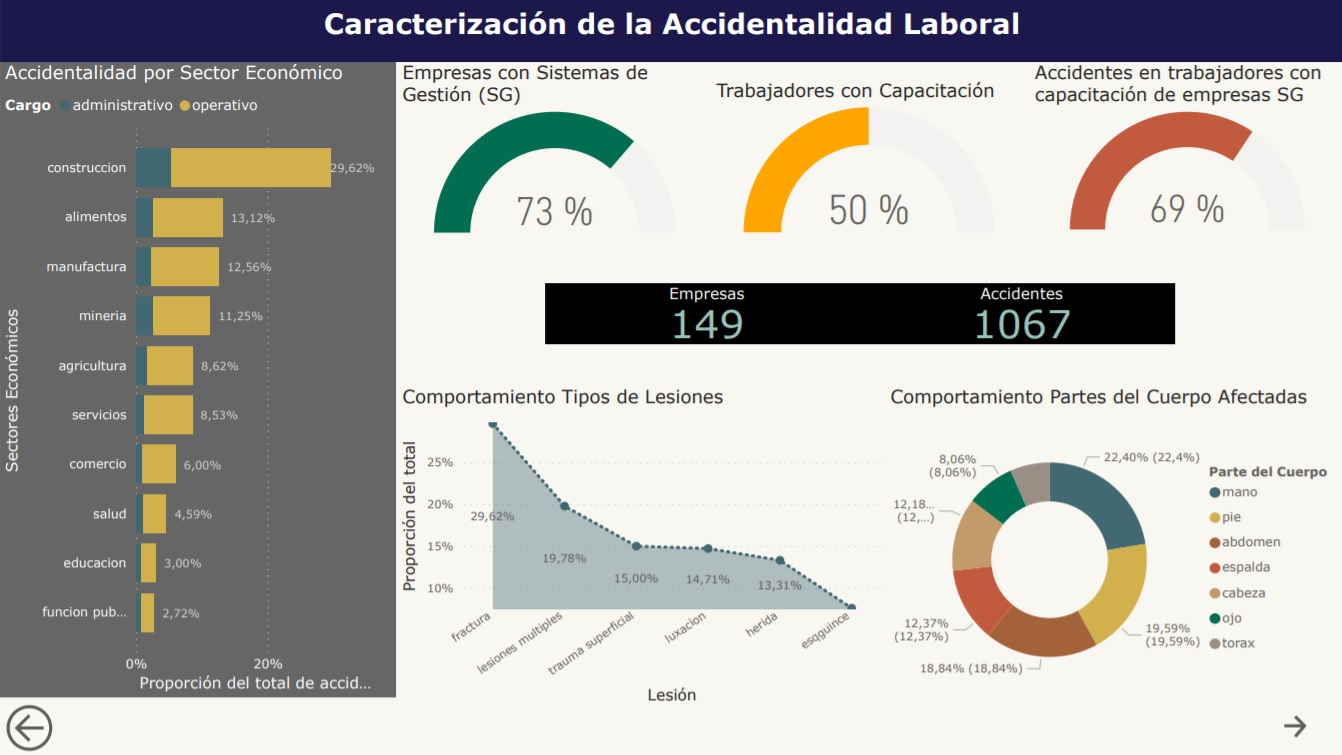 Caracterización de la Accidentalidad Laboral
Accidentalidad por Sector Económico
Cargo administrativo operativo
Sectores Económicos
construccion 29,62%
alimentos 13,12%
manufactura 12,56%
mineria 11,25%
agricultura 8,62%
servicios 8,53%
comercio 6,00%
salud 4,59%
educacion 3,00%
funcion pub... 2,72%
0% 20%
Proporción del total de accid...
Empresas con Sistemas de
Gestión (SG)
73 %
Trabajadores con Capacitación
50 %
Accidentes en trabajadores con
capacitación de empresas SG
69 %
Empresas
149
Accidentes
1067
Comportamiento Tipos de Lesiones
Proporción del total
25%
20%
15%
10%
29,62%
19,78%
15,00%
14,71%
13,31%
fractura
lesiones multiples
trauma superficial
luxacion
herida
esqguince
Lesión
Comportamiento Partes del Cuerpo Afectadas
22,40% (22,4%)
19,59%
(19,59%)
18,84% (18,84%)
12,37%
(12,37%)
12,18...
(12,...)
8,06%
(8,06%)
Parte del Cuerpo
mano
pie
abdomen
espalda
cabeza
ojo
torax